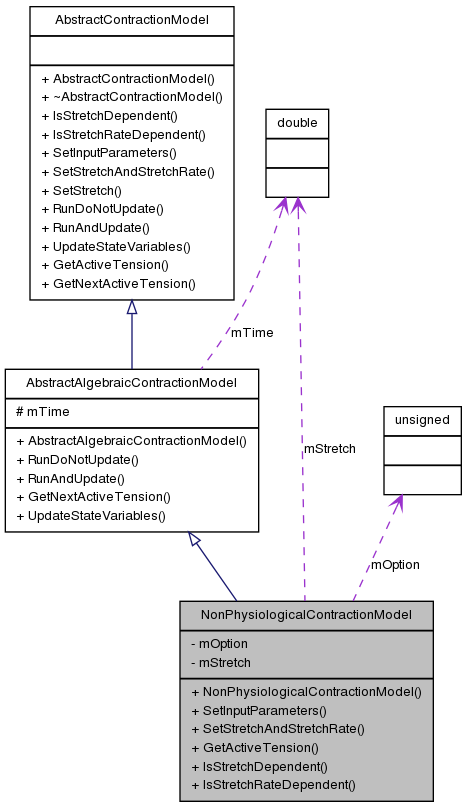 AbstractContractionModel
+ AbstractContractionModel()
+ ~AbstractContractionModel()
+ IsStretchDependent()
+ IsStretchRateDependent()
+ SetInputParameters()
+ SetStretchAndStretchRate()
+ SetStretch()
+ RunDoNotUpdate()
+ RunAndUpdate()
+ UpdateStateVariables()
+ GetActiveTension()
+ GetNextActiveTension()
double
mTime
AbstractAlgebraicContractionModel
# mTime
+ AbstractAlgebraicContractionModel()
+ RunDoNotUpdate()
+ RunAndUpdate()
+ GetNextActiveTension()
+ UpdateStateVariables()
mStretch
unsigned
mOption
NonPhysiologicalContractionModel
- mOption
- mStretch
+ NonPhysiologicalContractionModel()
+ SetInputParameters()
+ SetStretchAndStretchRate()
+ GetActiveTension()
+ IsStretchDependent()
+ IsStretchRateDependent()